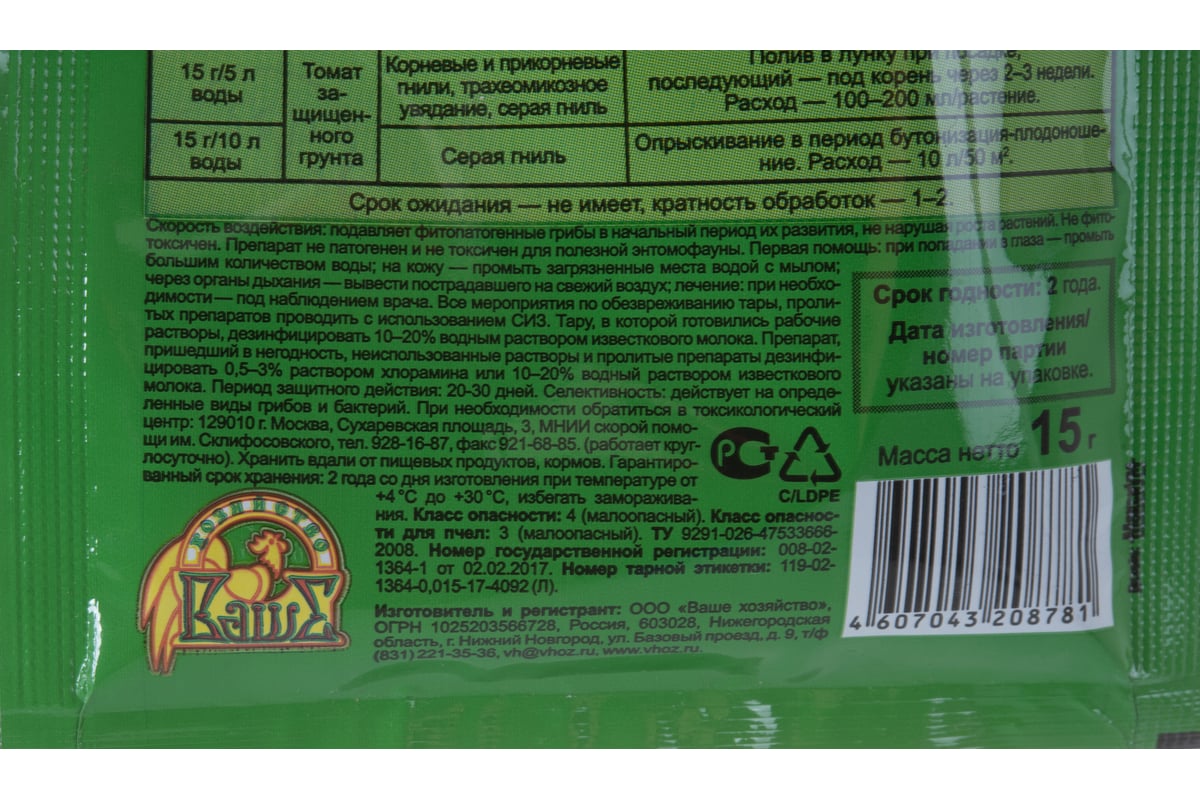 15 г/5 л
воды
Томат
за-
щищен-
ного
грунта
Корневые и прикорневые
гнили, трахеомикозное
увядание, серая гниль
Полив в лунку при посадке,
последующий — под корень через 2–3 недели.
Расход — 100–200 мл/растение.
15 г/10 л
воды
Серая гниль
Опрыскивание в период бутонизация-плодоноше-
ние. Расход — 10 л/50 м².
Срок ожидания — не имеет, кратность обработок — 1–2.
Скорость воздействия: подавляет фитопатогенные грибы в начальный период их развития, не нарушая роста растений. Не фито-
токсичен. Препарат не патогенен и не токсичен для полезной энтомофауны. Первая помощь: при попадании в глаза — промыть
большим количеством воды; на кожу — промыть загрязненные места водой с мылом;
через органы дыхания — вывести пострадавшего на свежий воздух; лечение: при необхо-
димости — под наблюдением врача. Все мероприятия по обезвреживанию тары, проли-
тых препаратов проводить с использованием СИЗ. Тару, в которой готовились рабочие
растворы, дезинфицировать 10–20% водным раствором известкового молока. Препарат,
пришедший в негодность, неиспользованные растворы и пролитые препараты дезинфи-
цировать 0,5–3% раствором хлорамина или 10–20% водный раствором известкового
молока. Период защитного действия: 20-30 дней. Селективность: действует на опреде-
ленные виды грибов и бактерий. При необходимости обратиться в токсикологический
центр: 129010 г. Москва, Сухаревская площадь, 3, МНИИ скорой помо-
щи им. Склифосовского, тел. 928-16-87, факс 921-68-85. (работает круг-
лосуточно). Хранить вдали от пищевых продуктов, кормов. Гарантиро-
ванный срок хранения: 2 года со дня изготовления при температуре от
+4 °С до +30 °С, избегать заморажива-
ния. Класс опасности: 4 (малоопасный). Класс опаснос-
ти для пчел: 3 (малоопасный). ТУ 9291-026-47533666-
2008. Номер государственной регистрации: 008-02-
1364-1 от 02.02.2017. Номер тарной этикетки: 119-02-
1364-0,015-17-4092 (Л).
Изготовитель и регистрант: ООО «Ваше хозяйство»,
ОГРН 1025203566728, Россия, 603028, Нижегородская
область, г. Нижний Новгород, ул. Базовый проезд, д. 9, т/ф
(831) 221-35-36, vh@vhoz.ru. www.vhoz.ru.
Срок годности: 2 года.
Дата изготовления/
номер партии
указаны на упаковке.
Масса нетто 15 г
РСТ
C/LDPE
ХОЗЯЙСТВО
Ваше
4 607043 208781